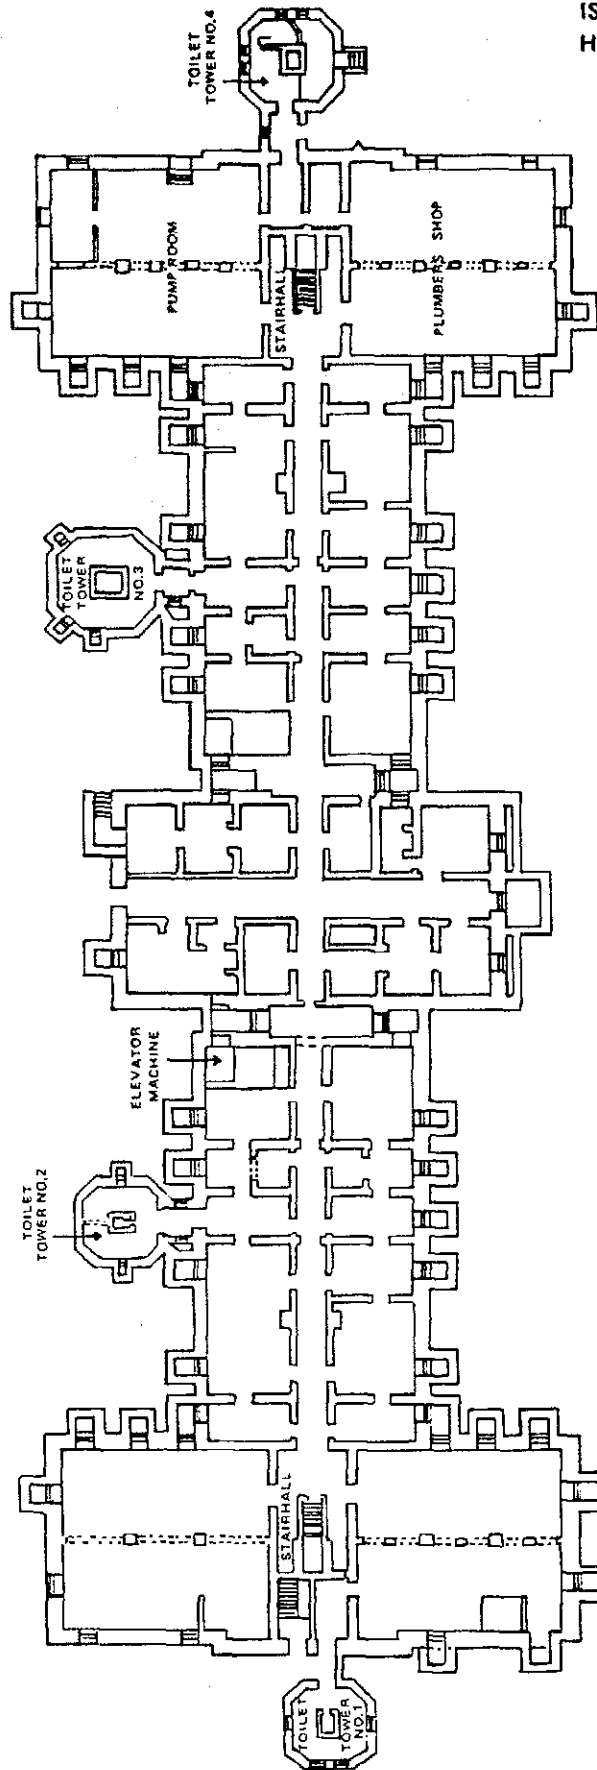 IS
H
TOILET
TOWER NO.4
PUMP ROOM
STAIRHALL
PLUMBERS SHOP
TOILET
TOWER
NO.3
ELEVATOR
MACHINE
TOILET
TOWER NO.2
STAIRHALL
TOILET
TOWER
NO.1